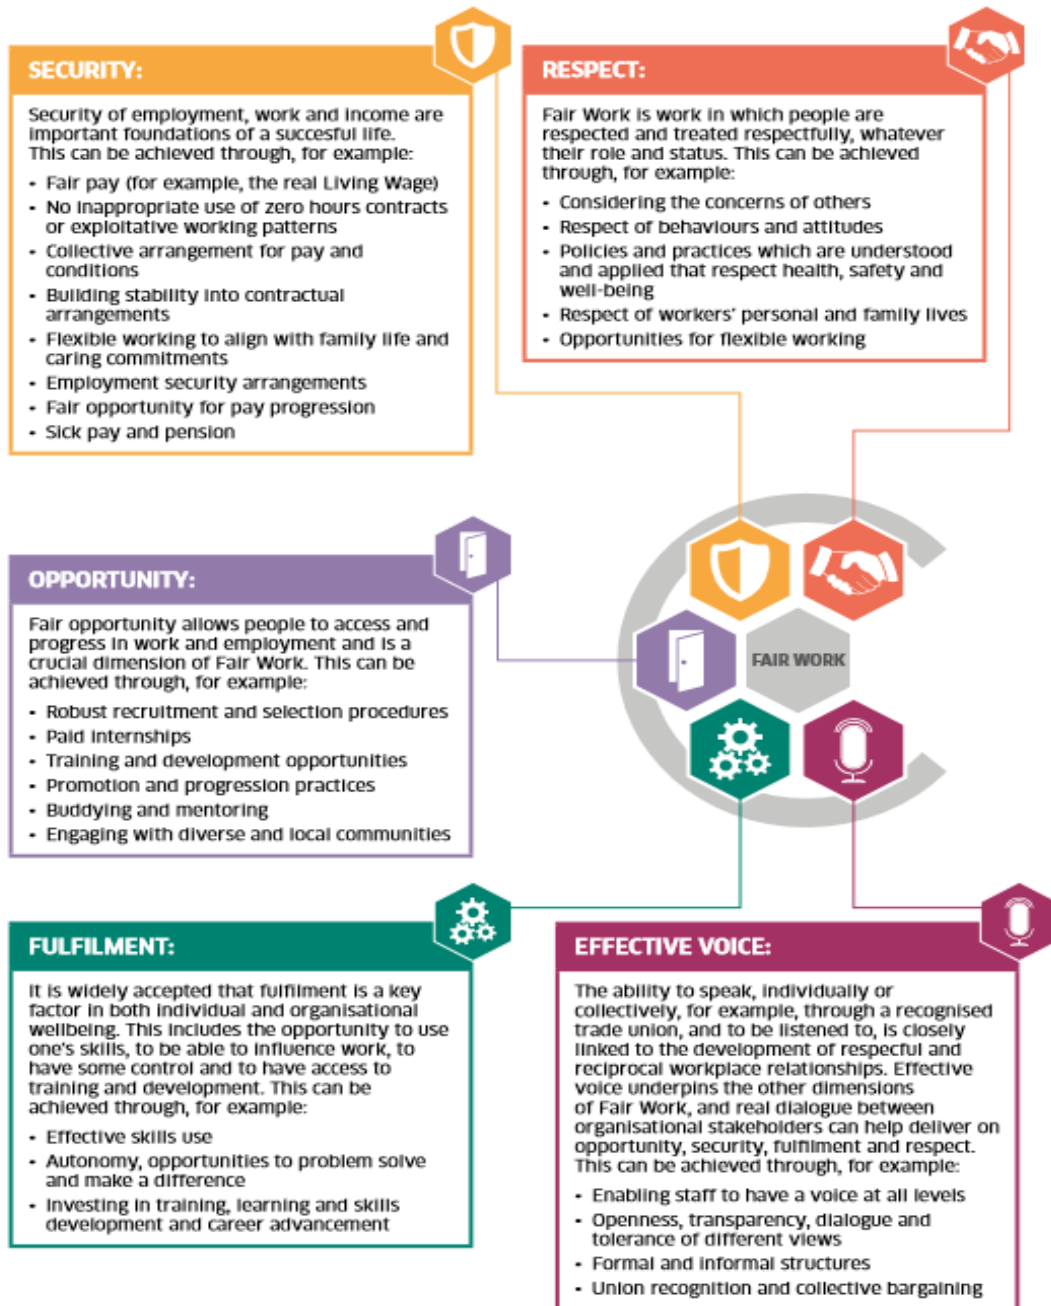 SECURITY:
Security of employment, work and income are
important foundations of a succesful life.
This can be achieved through, for example:
• Fair pay (for example, the real Living Wage)
• No inappropriate use of zero hours contracts
or exploitative working patterns
• Collective arrangement for pay and
conditions
• Building stability into contractual
arrangements
• Flexible working to align with family life and
caring commitments
• Employment security arrangements
• Fair opportunity for pay progression
• Sick pay and pension
RESPECT:
Fair Work is work in which people are
respected and treated respectfully, whatever
their role and status. This can be achieved
through, for example:
• Considering the concerns of others
• Respect of behaviours and attitudes
• Policies and practices which are understood
and applied that respect health, safety and
well-being
• Respect of workers' personal and family lives
• Opportunities for flexible working
OPPORTUNITY:
Fair opportunity allows people to access and
progress in work and employment and is a
crucial dimension of Fair Work. This can be
achieved through, for example:
• Robust recruitment and selection procedures
• Paid internships
• Training and development opportunities
• Promotion and progression practices
• Buddying and mentoring
• Engaging with diverse and local communities
FAIR WORK
FULFILMENT:
It is widely accepted that fulfilment is a key
factor in both individual and organisational
wellbeing. This includes the opportunity to use
one's skills, to be able to influence work, to
have some control and to have access to
training and development. This can be
achieved through, for example:
• Effective skills use
• Autonomy, opportunities to problem solve
and make a difference
• Investing in training, learning and skills
development and career advancement
EFFECTIVE VOICE:
The ability to speak, individually or
collectively, for example, through a recognised
trade union, and to be listened to, is closely
linked to the development of respecful and
reciprocal workplace relationships. Effective
voice underpins the other dimensions
of Fair Work, and real dialogue between
organisational stakeholders can help deliver on
opportunity, security, fulfilment and respect.
This can be achieved through, for example:
• Enabling staff to have a voice at all levels
• Openness, transparency, dialogue and
tolerance of different views
• Formal and informal structures
• Union recognition and collective bargaining